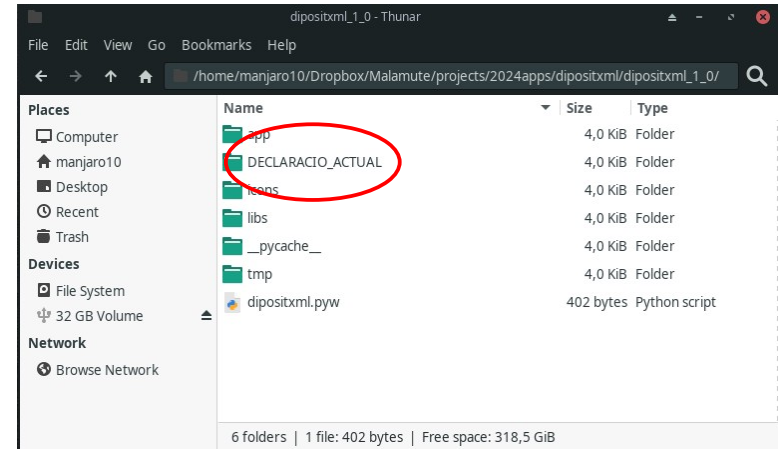 dipositxml_1_0 - Thunar
File Edit View Go Bookmarks Help
/home/manjaro10/Dropbox/Malamute/projects/2024apps/dipositxml/dipositxml_1_0/
Places
Computer
manjaro10
Desktop
Recent
Trash
Devices
File System
32 GB Volume
Network
Browse Network
Name Size Type
app 4,0 KiB Folder
DECLARACIO_ACTUAL 4,0 KiB Folder
icons 4,0 KiB Folder
libs 4,0 KiB Folder
__pycache__ 4,0 KiB Folder
tmp 4,0 KiB Folder
dipositxml.pyw 402 bytes Python script
6 folders | 1 file: 402 bytes | Free space: 318,5 GiB